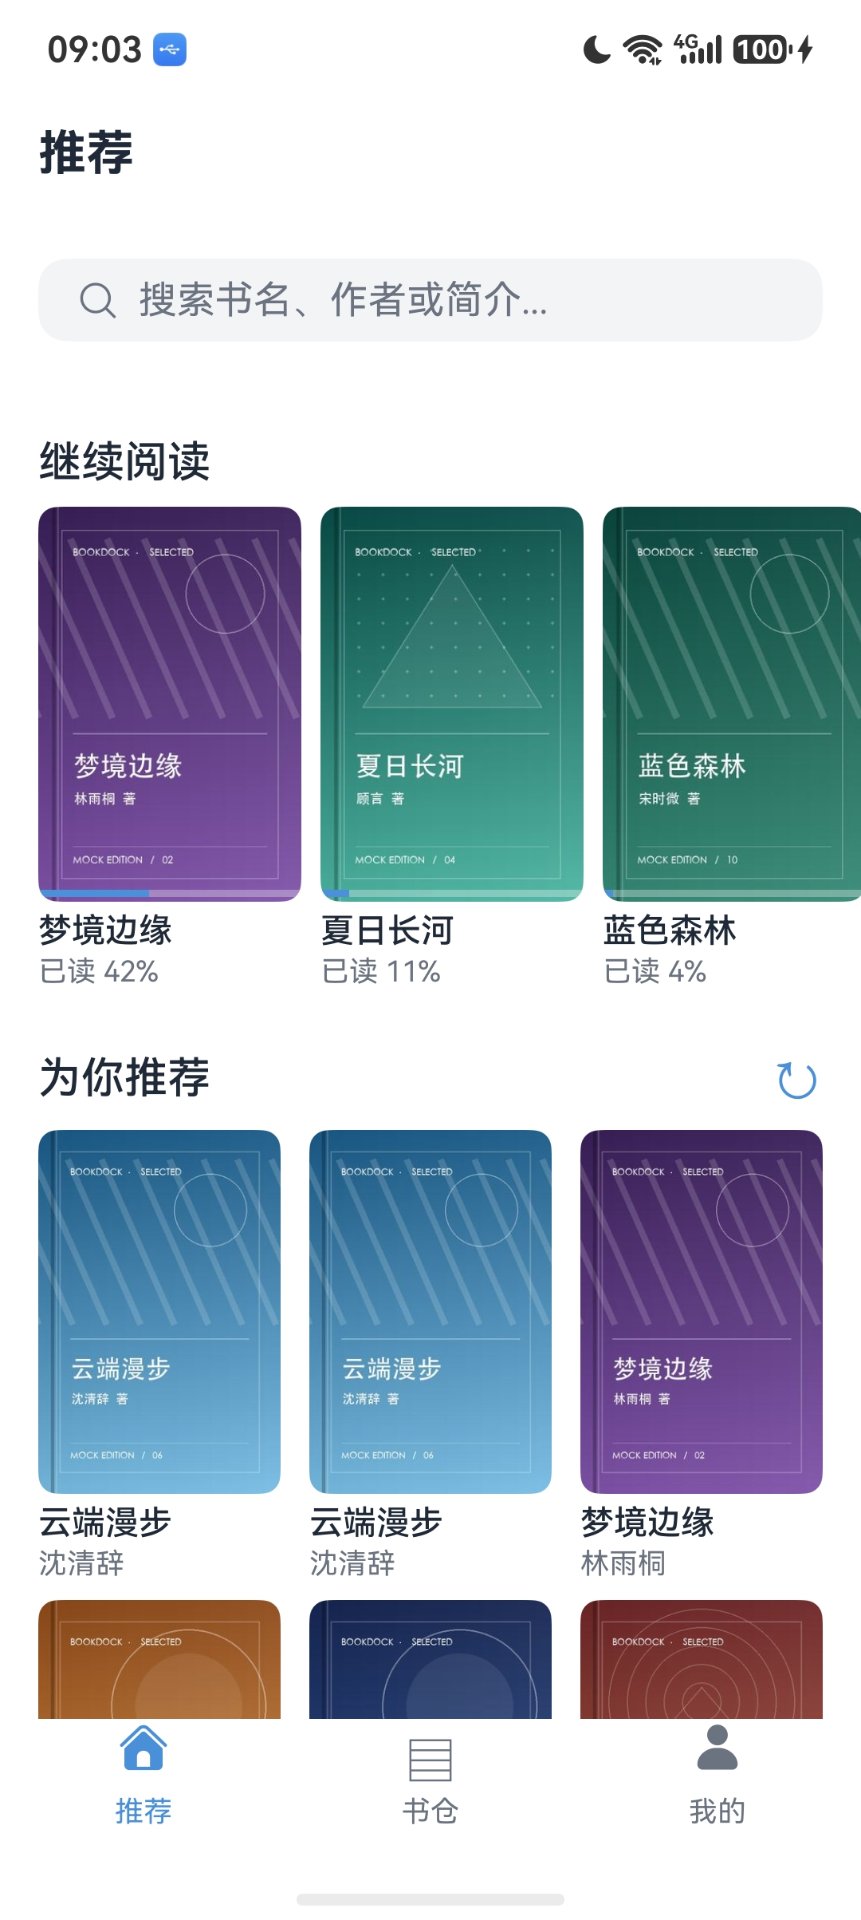 09:03
4G
100
推荐
搜索书名、作者或简介...
继续阅读
BOOKDOCK · SELECTED
梦境边缘
林雨桐 著
MOCK EDITION / 02
梦境边缘
已读 42%
BOOKDOCK · SELECTED
夏日长河
顾言 著
MOCK EDITION / 04
夏日长河
已读 11%
BOOKDOCK · SELECTED
蓝色森林
宋时微 著
MOCK EDITION / 10
蓝色森林
已读 4%
为你推荐
BOOKDOCK · SELECTED
云端漫步
沈清辞 著
MOCK EDITION / 06
云端漫步
沈清辞
BOOKDOCK · SELECTED
云端漫步
沈清辞 著
MOCK EDITION / 06
云端漫步
沈清辞
BOOKDOCK · SELECTED
梦境边缘
林雨桐 著
MOCK EDITION / 02
梦境边缘
林雨桐
BOOKDOCK · SELECTED
BOOKDOCK · SELECTED
BOOKDOCK · SELECTED
推荐
书仓
我的